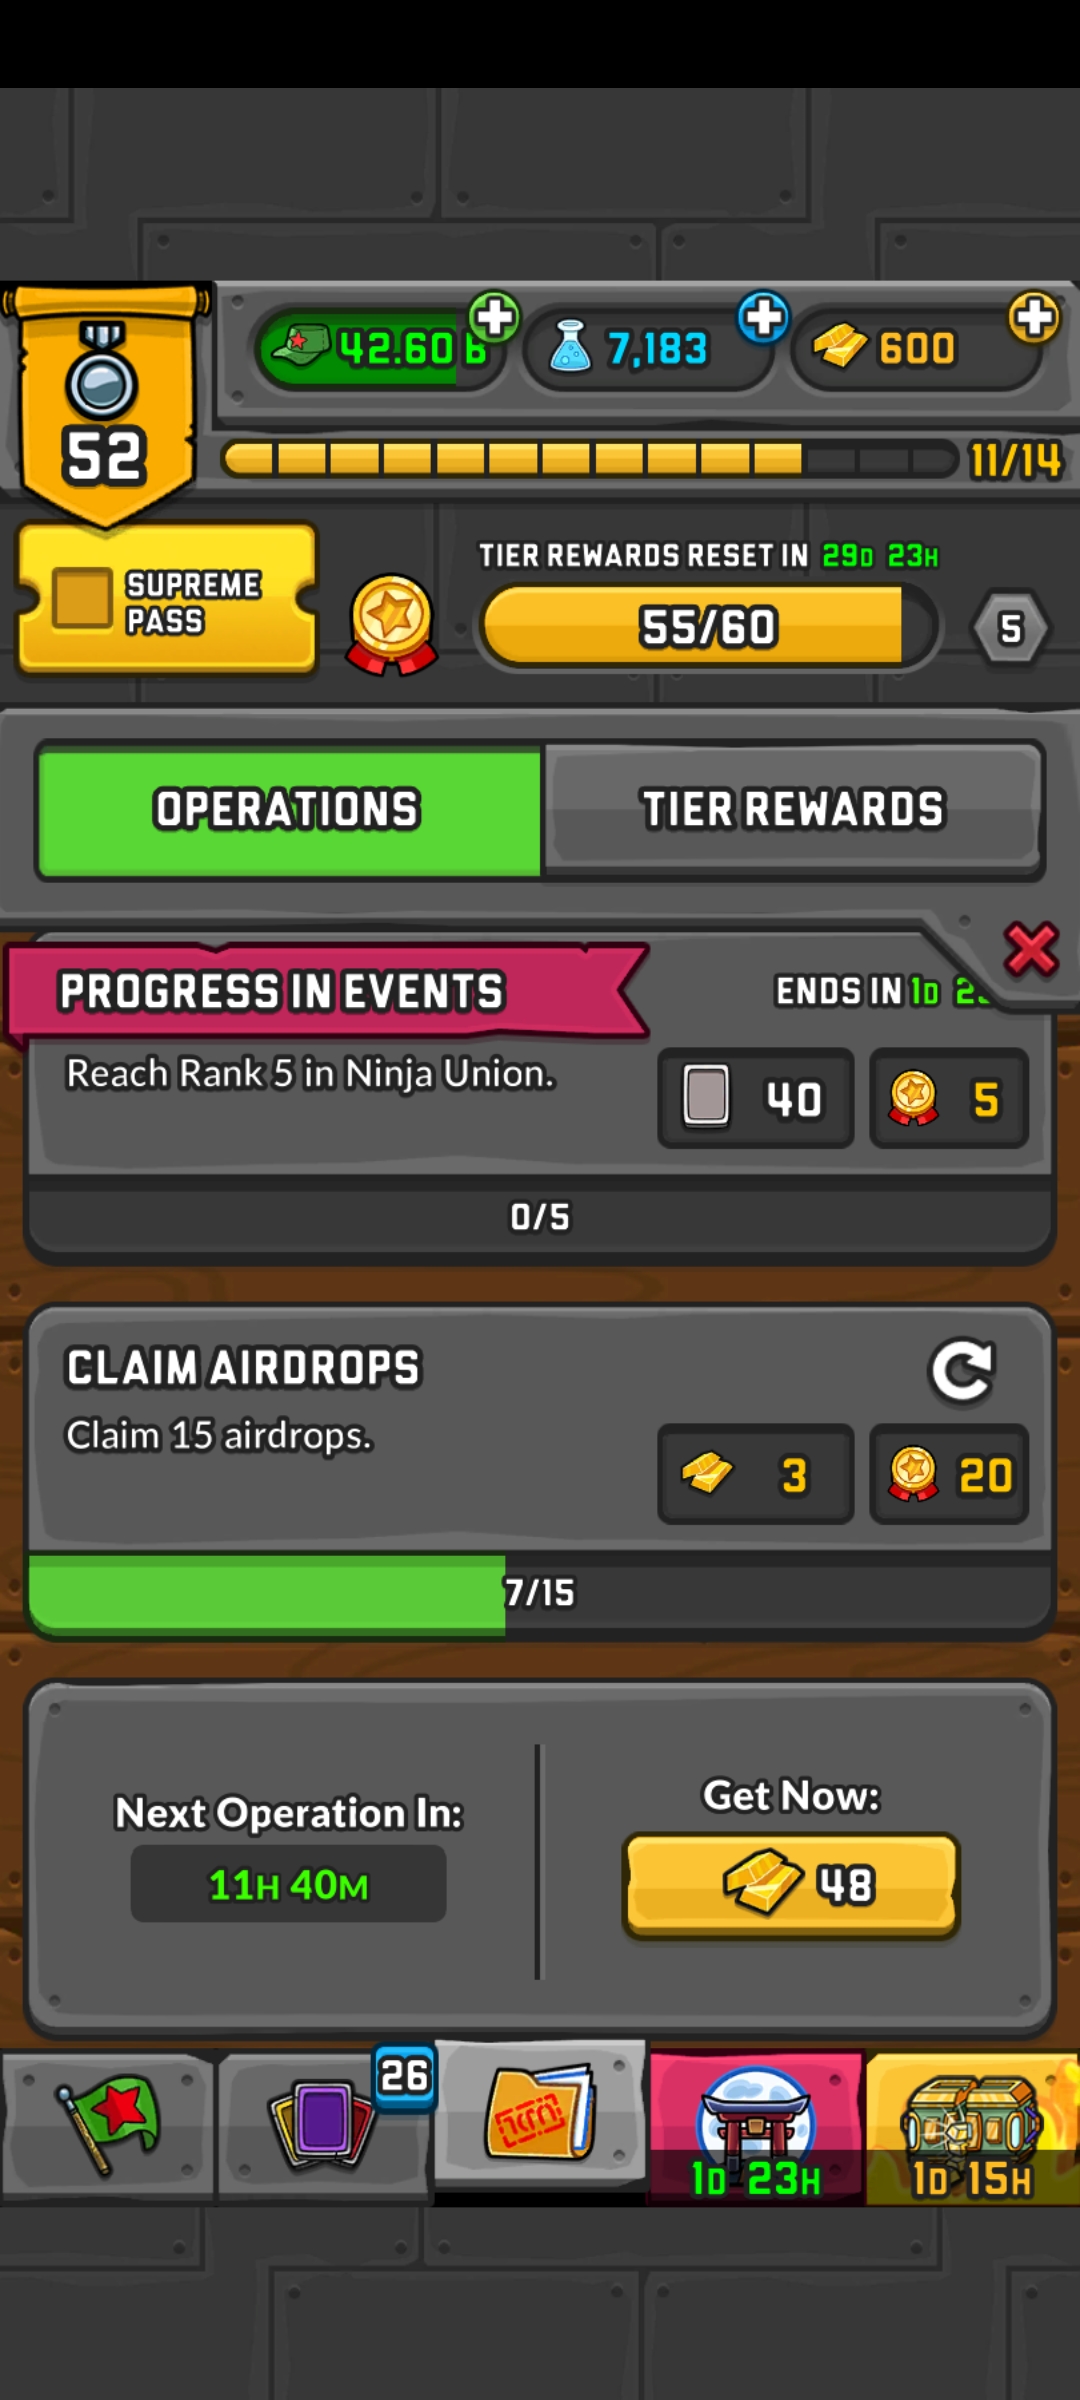 42.60 B
7,183
600
52
11/14
SUPREME
PASS
TIER REWARDS RESET IN 29D 23H
55/60
5
OPERATIONS
TIER REWARDS
PROGRESS IN EVENTS
ENDS IN 1D
Reach Rank 5 in Ninja Union.
40
5
0/5
CLAIM AIRDROPS
Claim 15 airdrops.
3
20
7/15
Next Operation In:
11H 40M
Get Now:
48
26
1D 23H
1D 15H